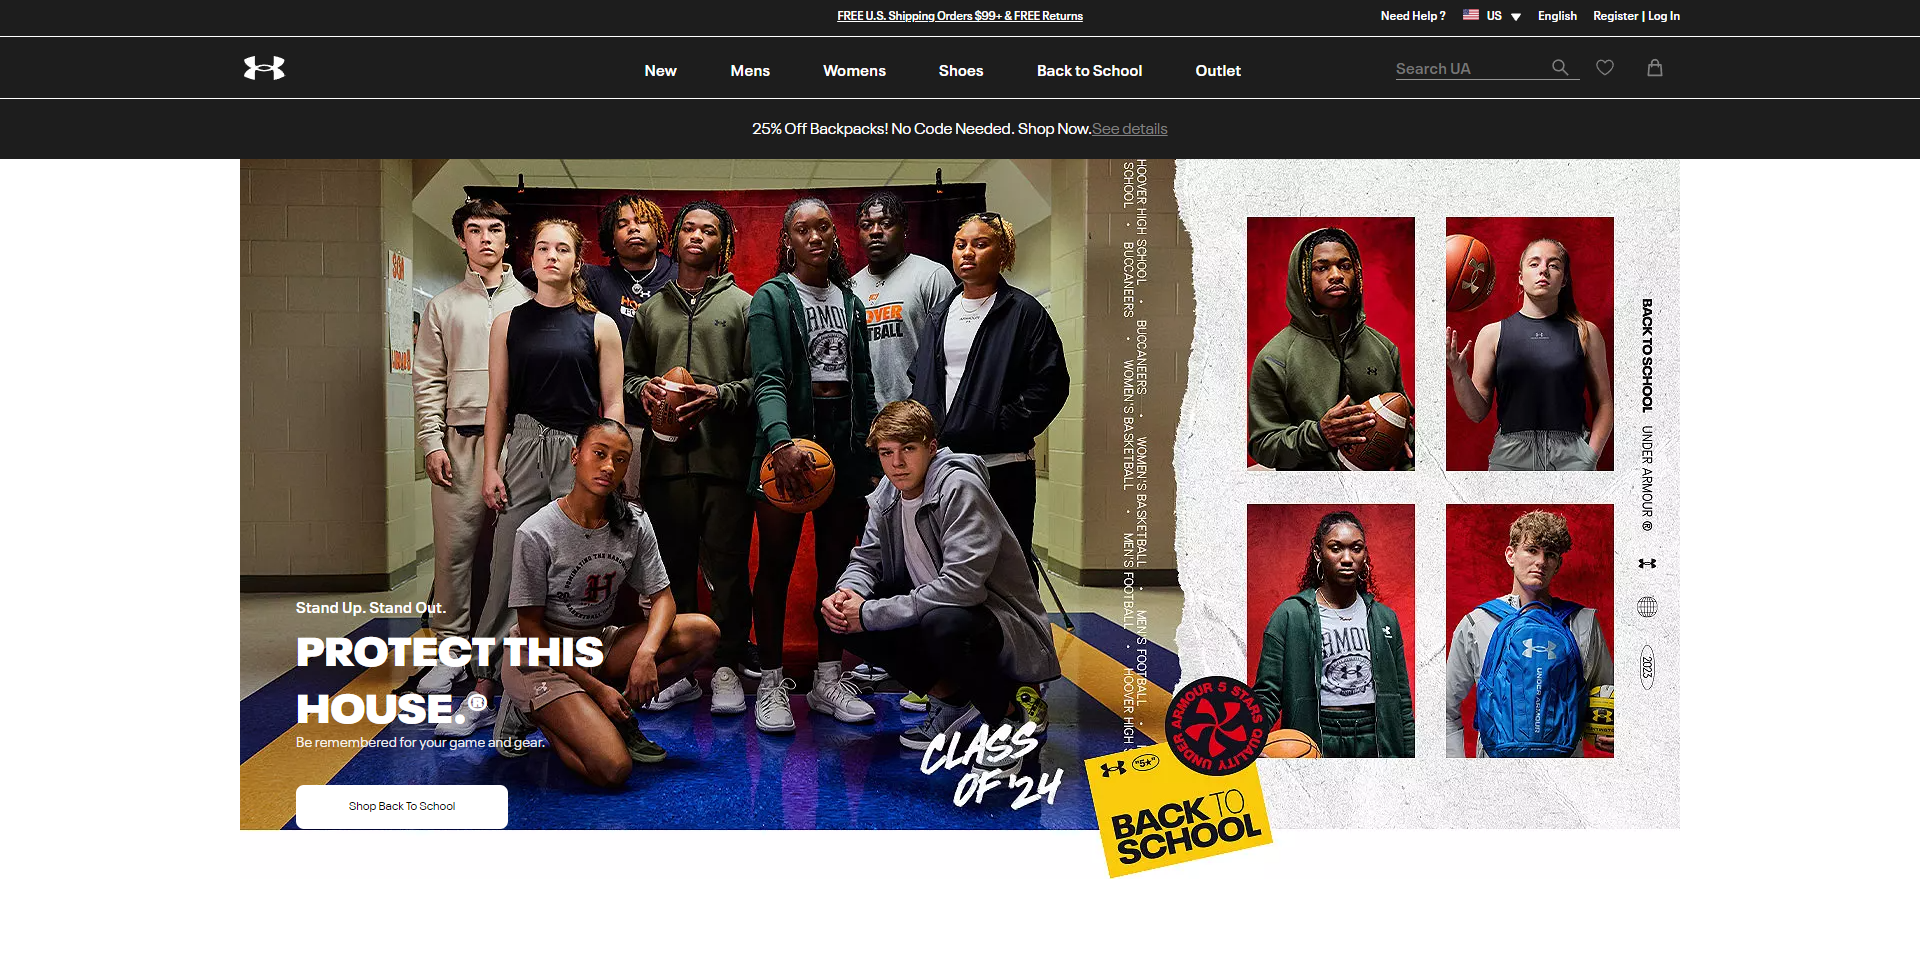 FREE U.S. Shipping Orders $99+ & FREE Returns
Need Help ?
US
English
Register | Log In
New
Mens
Womens
Shoes
Back to School
Outlet
Search UA
25% Off Backpacks! No Code Needed. Shop Now.See details
HOOVER HIGH SCHOOL • BUCCANEERS • WOMEN'S BASKETBALL • MEN'S FOOTBALL •
SCHOOL • BUCCANEERS • WOMEN'S BASKETBALL • MEN'S FOOTBALL • HOOVER HIGH S
Stand Up. Stand Out.
PROTECT THIS
HOUSE.®
Be remembered for your game and gear.
Shop Back To School
CLASS
OF '24
UNDER ARMOUR 5 STARS QUALITY
"5★"
BACK TO
SCHOOL
BACK TO SCHOOL UNDER ARMOUR ®
2023
UNDER ARMOUR